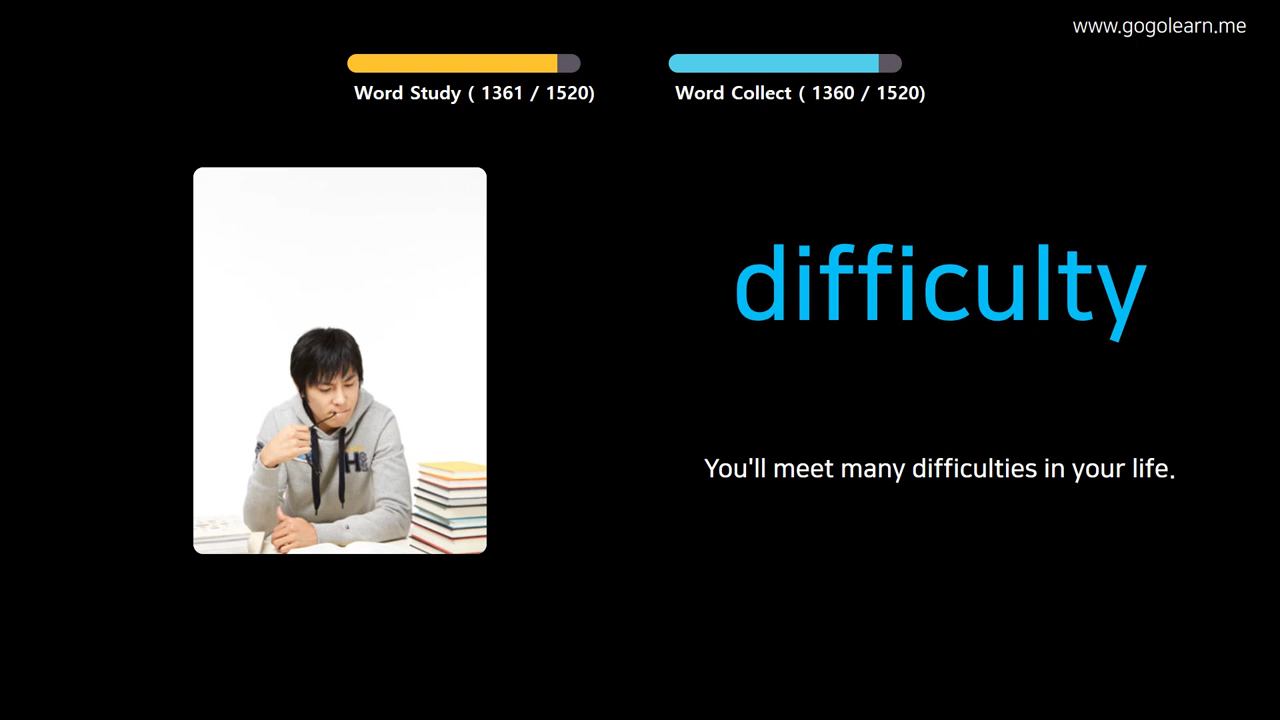 www.gogolearn.me
Word Study ( 1361 / 1520)
Word Collect ( 1360 / 1520)
difficulty
You'll meet many difficulties in your life.